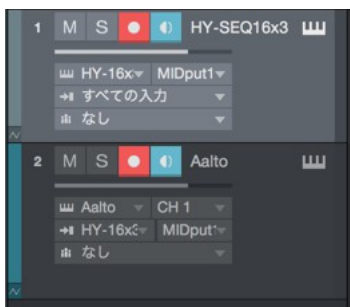 1 M S HY-SEQ16x3
HY-16x MIDput1
すべての入力
なし
2 M S Aalto
Aalto CH 1
HY-16x3 MIDput
なし